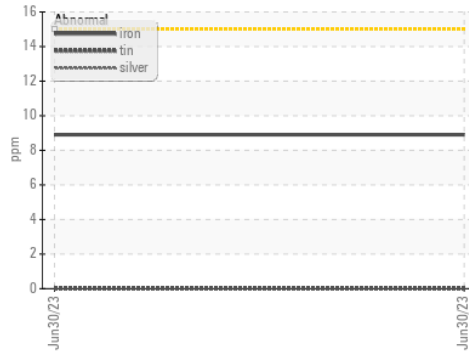 16
Abnormal
iron
14
tin
silver
12
10
ppm
8
6
4
2
0
Jun30/23
Jun30/23